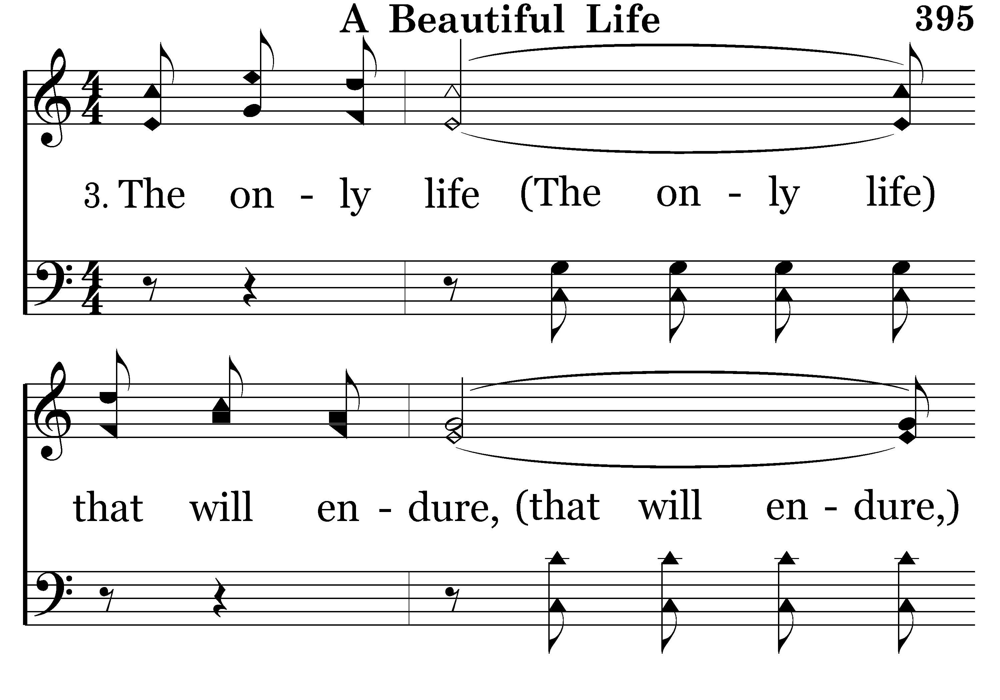 A Beautiful Life 395
3. The on - ly life (The on - ly life)
that will en - dure, (that will en - dure,)